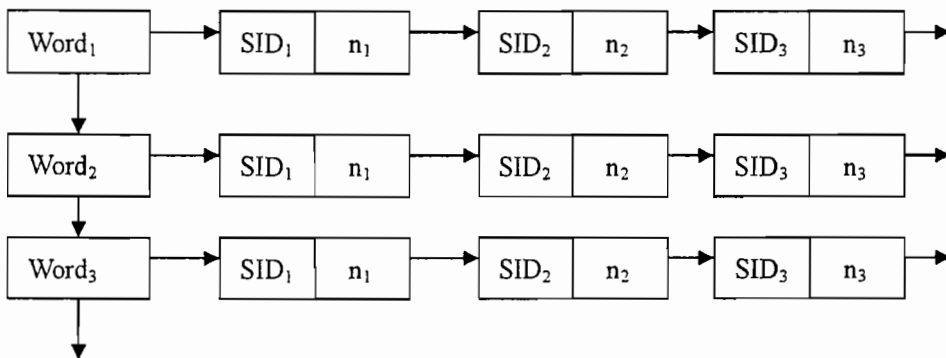 Word₁ SID₁ n₁ SID₂ n₂ SID₃ n₃
Word₂ SID₁ n₁ SID₂ n₂ SID₃ n₃
Word₃ SID₁ n₁ SID₂ n₂ SID₃ n₃